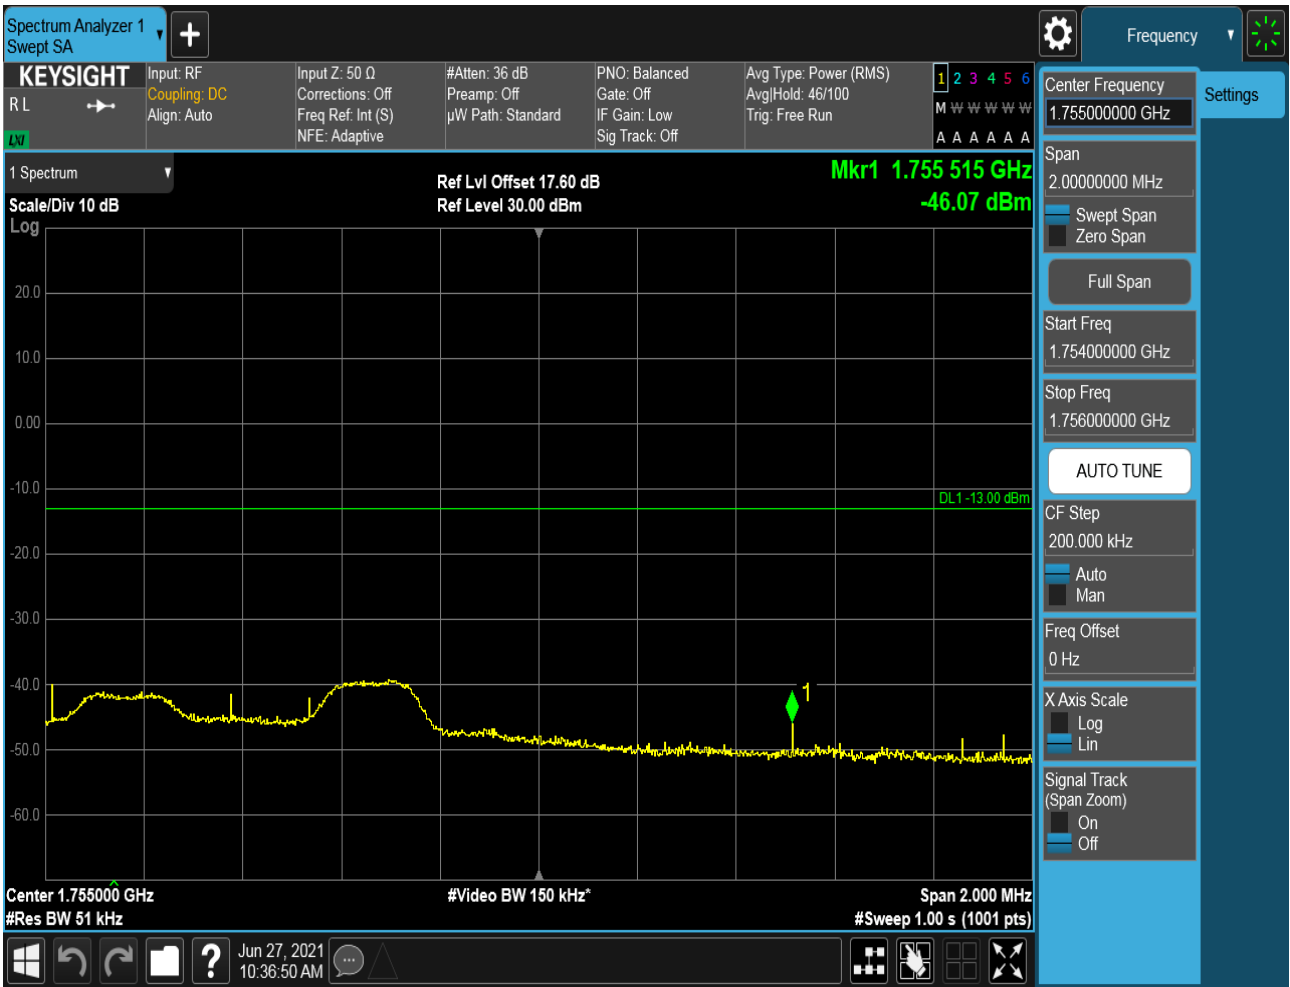 Spectrum Analyzer 1
Swept SA
Frequency
KEYSIGHT
R L
LXI
Input: RF
Coupling: DC
Align: Auto
Input Z: 50 Ω
Corrections: Off
Freq Ref: Int (S)
NFE: Adaptive
#Atten: 36 dB
Preamp: Off
µW Path: Standard
PNO: Balanced
Gate: Off
IF Gain: Low
Sig Track: Off
Avg Type: Power (RMS)
Avg|Hold: 46/100
Trig: Free Run
1 2 3 4 5 6
M W W W W W
A A A A A A
1 Spectrum
Scale/Div 10 dB
Log
Ref Lvl Offset 17.60 dB
Ref Level 30.00 dBm
Mkr1 1.755 515 GHz
-46.07 dBm
20.0
10.0
0.00
-10.0
DL1 -13.00 dBm
-20.0
-30.0
-40.0
1
-50.0
-60.0
Center 1.755000 GHz
#Res BW 51 kHz
#Video BW 150 kHz*
Span 2.000 MHz
#Sweep 1.00 s (1001 pts)
Center Frequency
1.755000000 GHz
Settings
Span
2.00000000 MHz
Swept Span
Zero Span
Full Span
Start Freq
1.754000000 GHz
Stop Freq
1.756000000 GHz
AUTO TUNE
CF Step
200.000 kHz
Auto
Man
Freq Offset
0 Hz
X Axis Scale
Log
Lin
Signal Track
(Span Zoom)
On
Off
?
Jun 27, 2021
10:36:50 AM